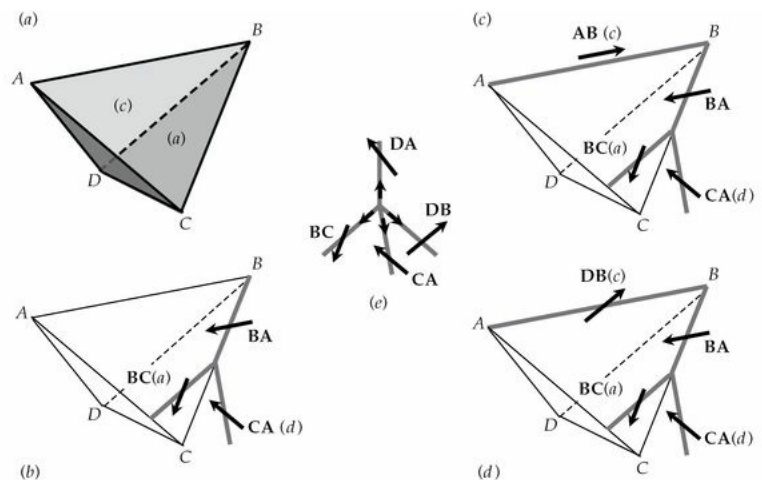 (a)
B
A
(c)
(a)
D
C
(c)
AB (c)
B
A
BA
BC(a)
D
CA(d)
C
DA
BC
DB
CA
(e)
B
A
BA
BC(a)
D
CA (d)
C
(b)
DB(c)
B
A
BA
BC(a)
D
CA(d)
C
(d)